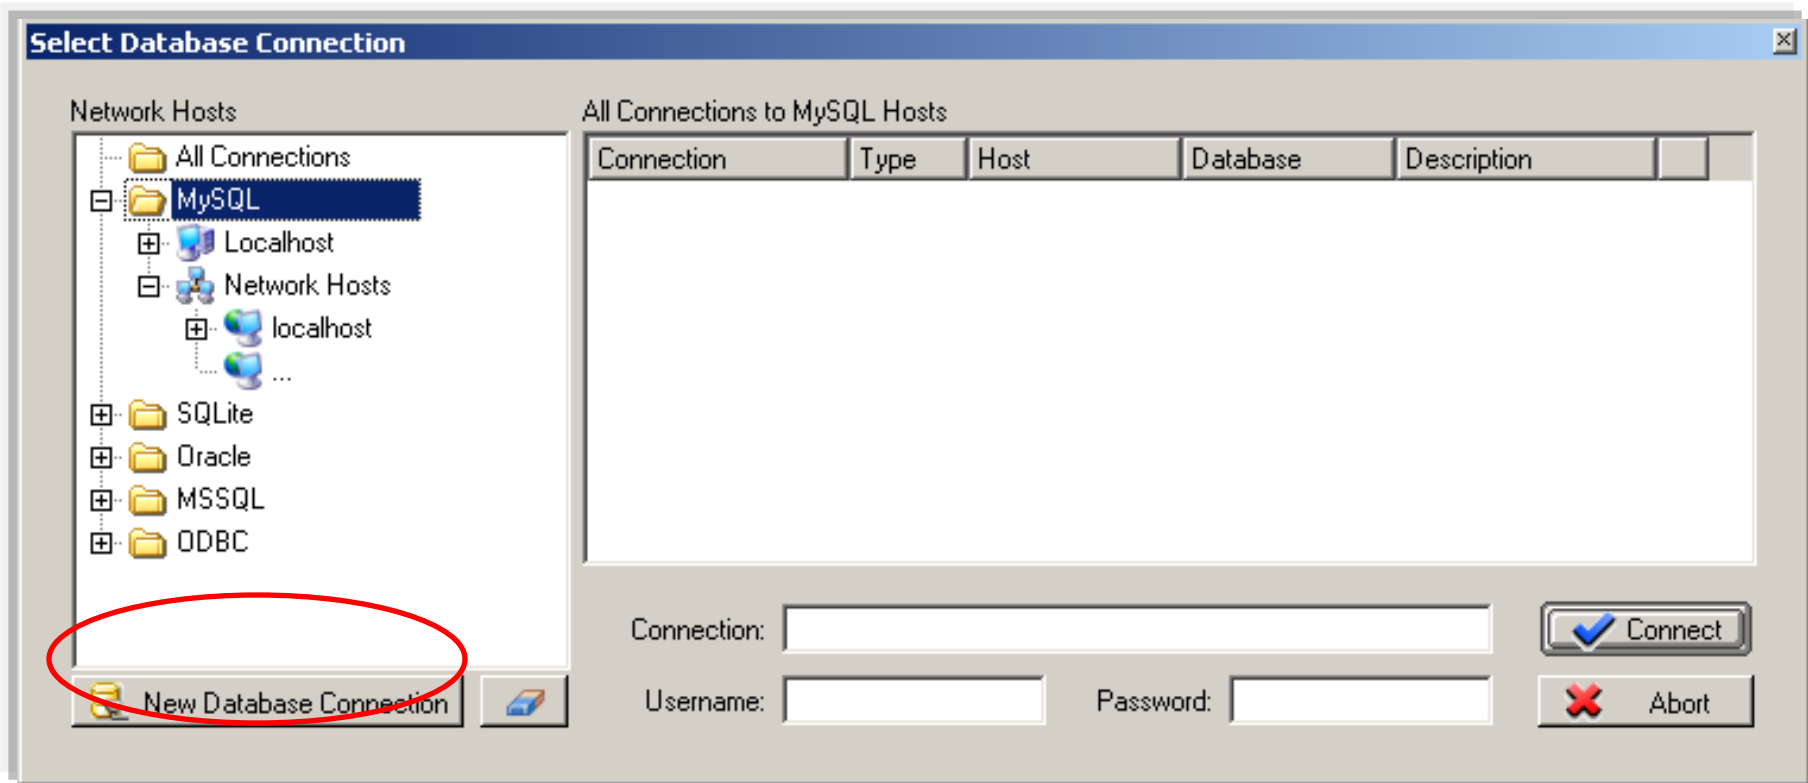 Select Database Connection
Network Hosts
All Connections
MySQL
Localhost
Network Hosts
localhost
...
SQLite
Oracle
MSSQL
ODBC
New Database Connection
All Connections to MySQL Hosts
Connection Type Host Database Description
Connection:
Connect
Username: Password:
Abort